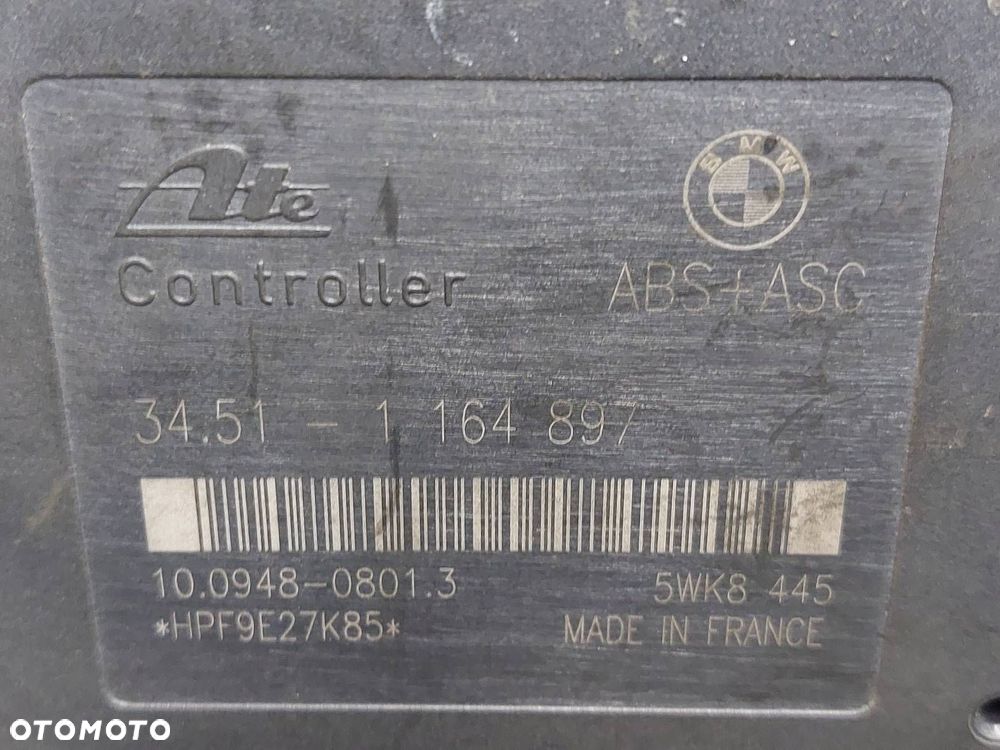 Ate
BMW
Controller
ABS+ASC
34.51 - 1 164 897
10.0948-0801.3
5WK8 445
*HPF9E27K85*
MADE IN FRANCE
OTOMOTO